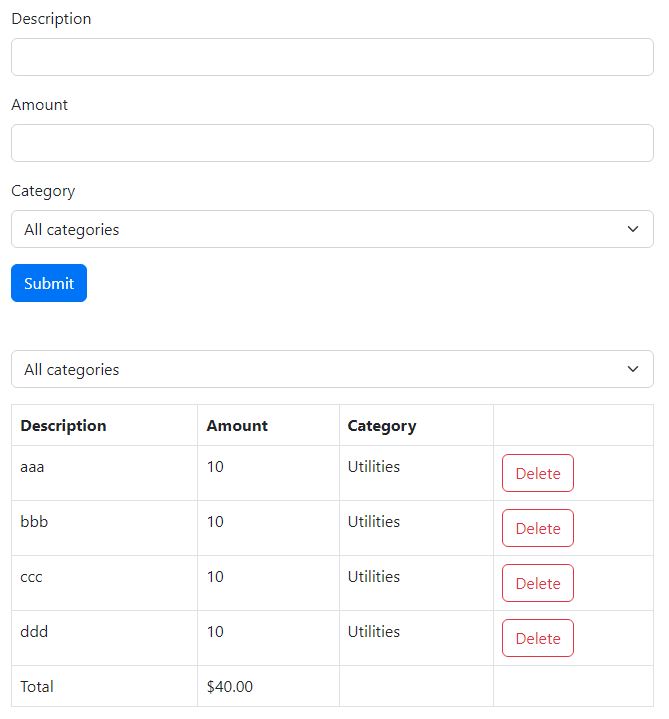 Description
Amount
Category
All categories
Submit
All categories
Description Amount Category
aaa 10 Utilities Delete
bbb 10 Utilities Delete
ccc 10 Utilities Delete
ddd 10 Utilities Delete
Total $40.00